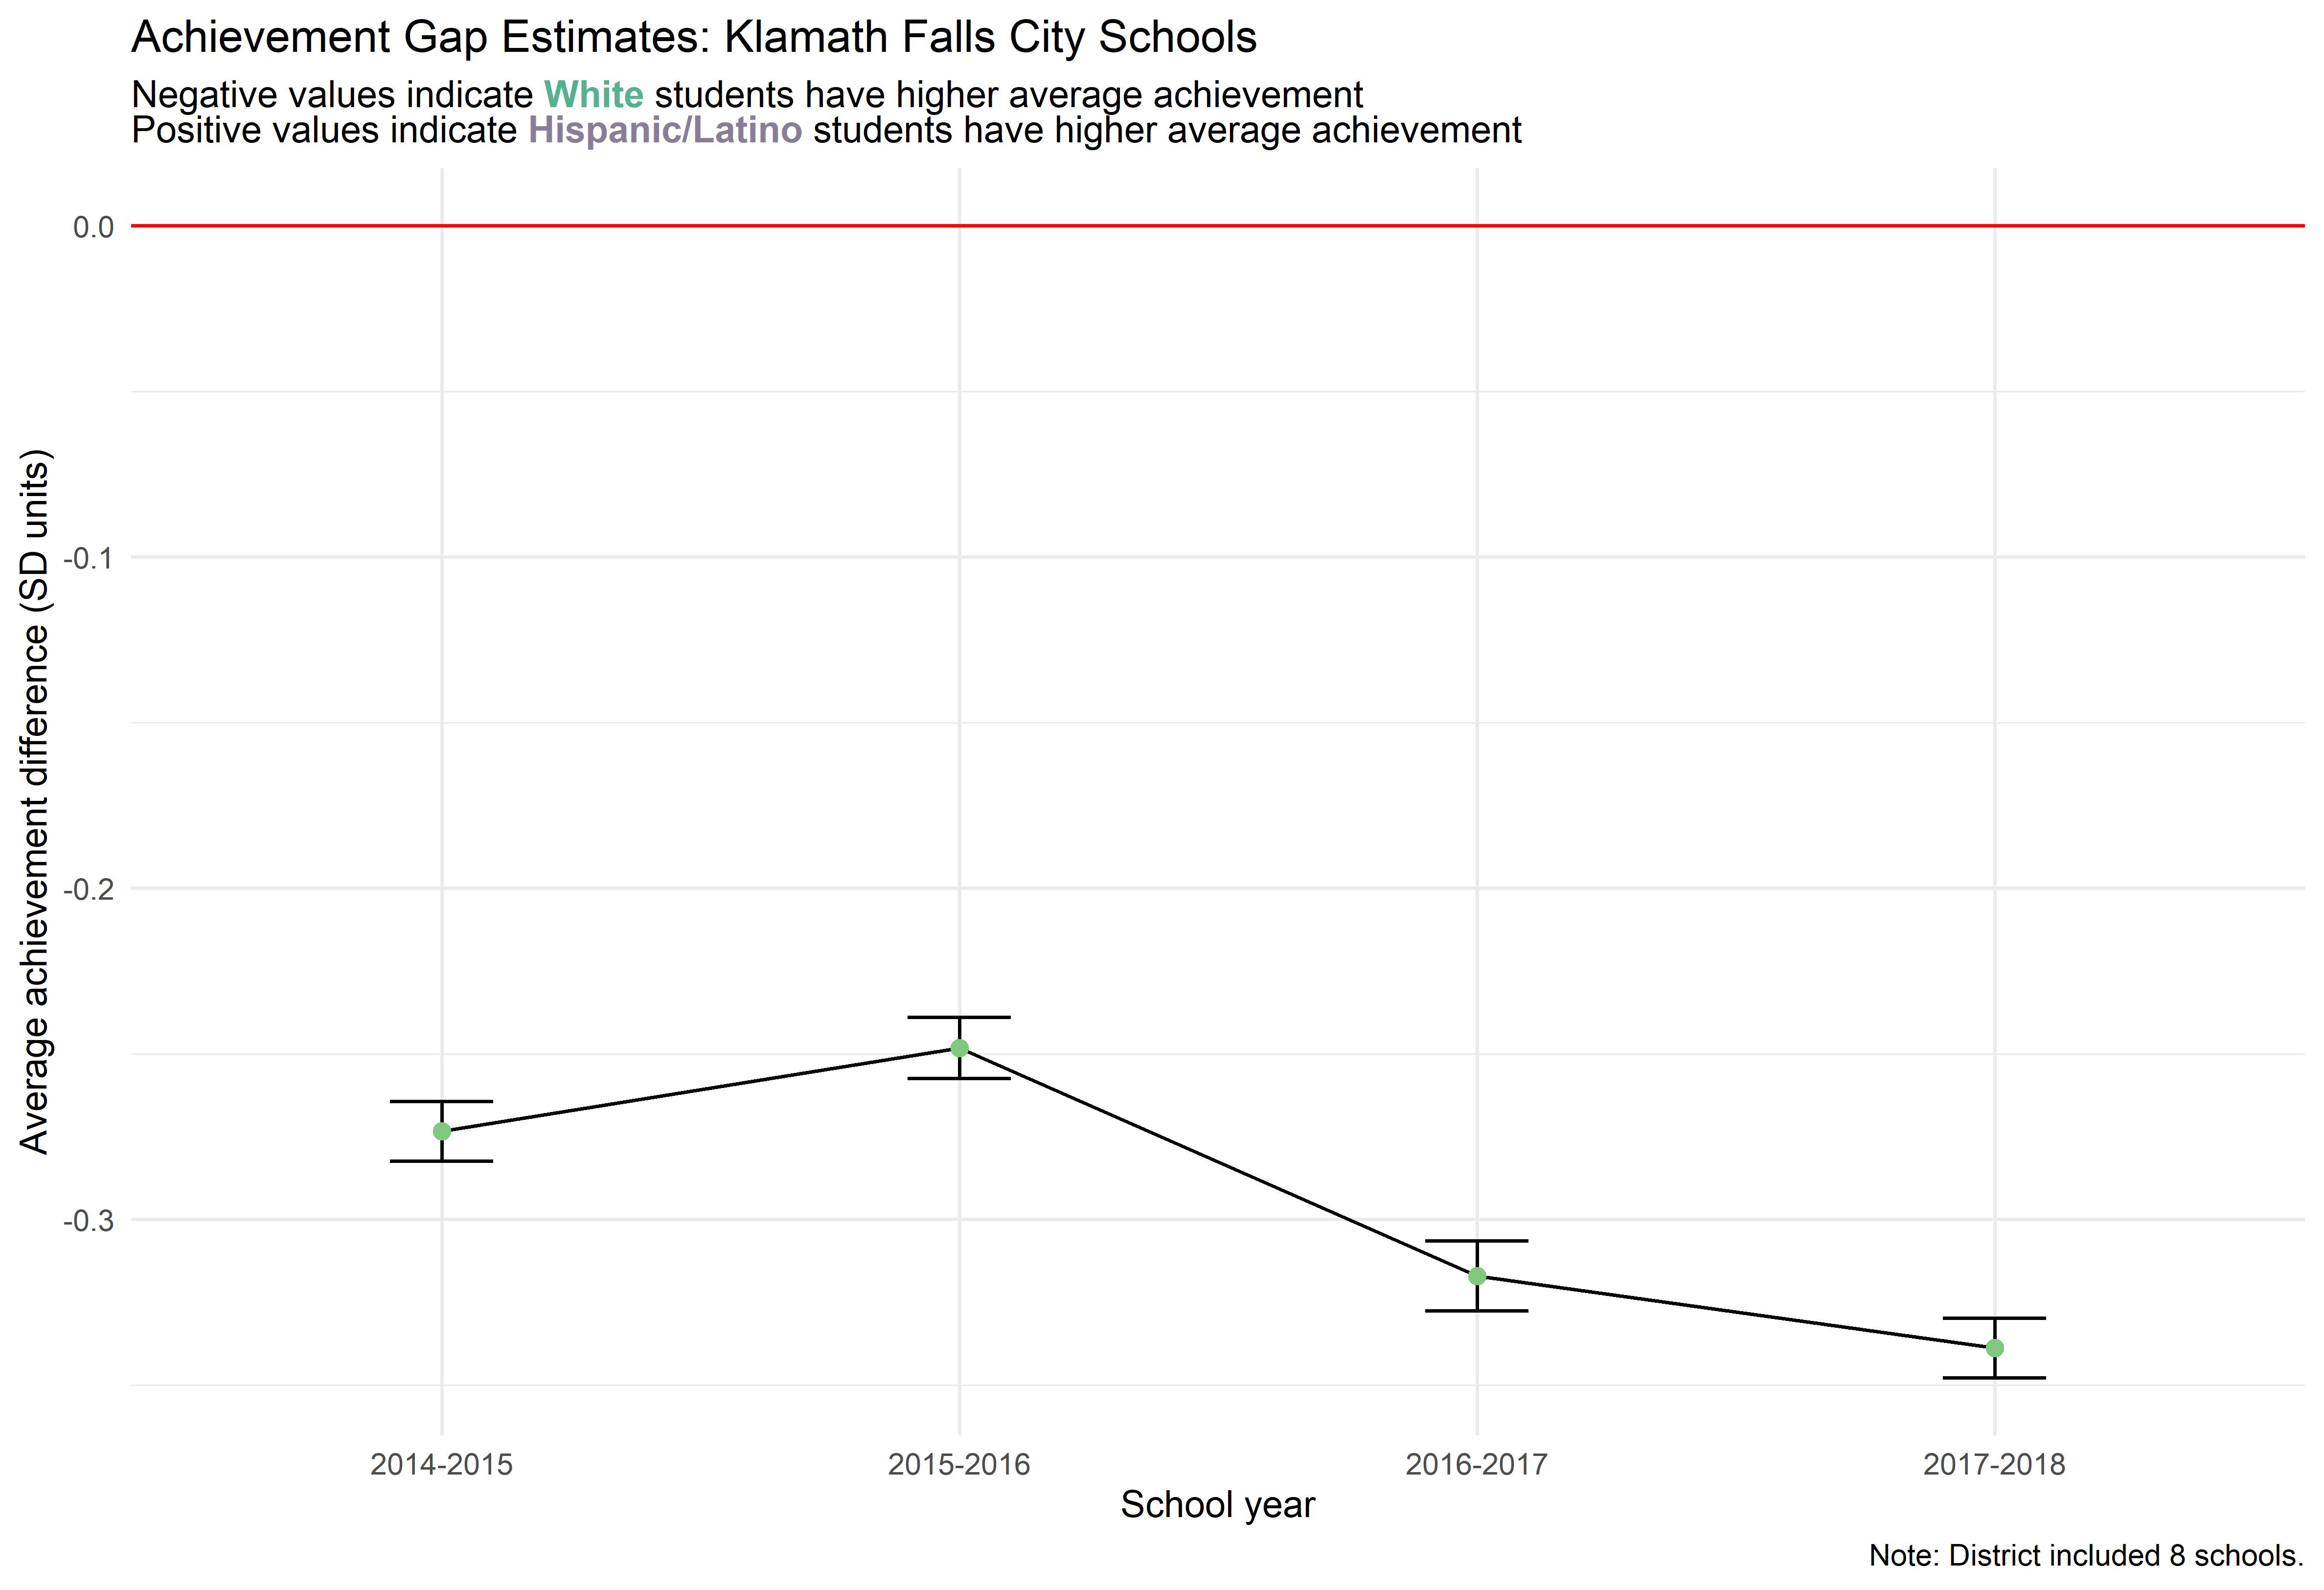 Achievement Gap Estimates: Klamath Falls City Schools
Negative values indicate White students have higher average achievement
Positive values indicate Hispanic/Latino students have higher average achievement
Average achievement difference (SD units)
0.0
-0.1
-0.2
-0.3
2014-2015 2015-2016 2016-2017 2017-2018
School year
Note: District included 8 schools.